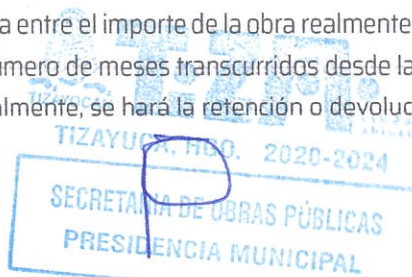 a entre el importe de la obra realmente
úmero de meses transcurridos desde la
almente, se hará la retención o devoluc
TIZAYUCA, HGO. 2020-2024
SECRETARIA DE OBRAS PÚBLICAS
PRESIDENCIA MUNICIPAL